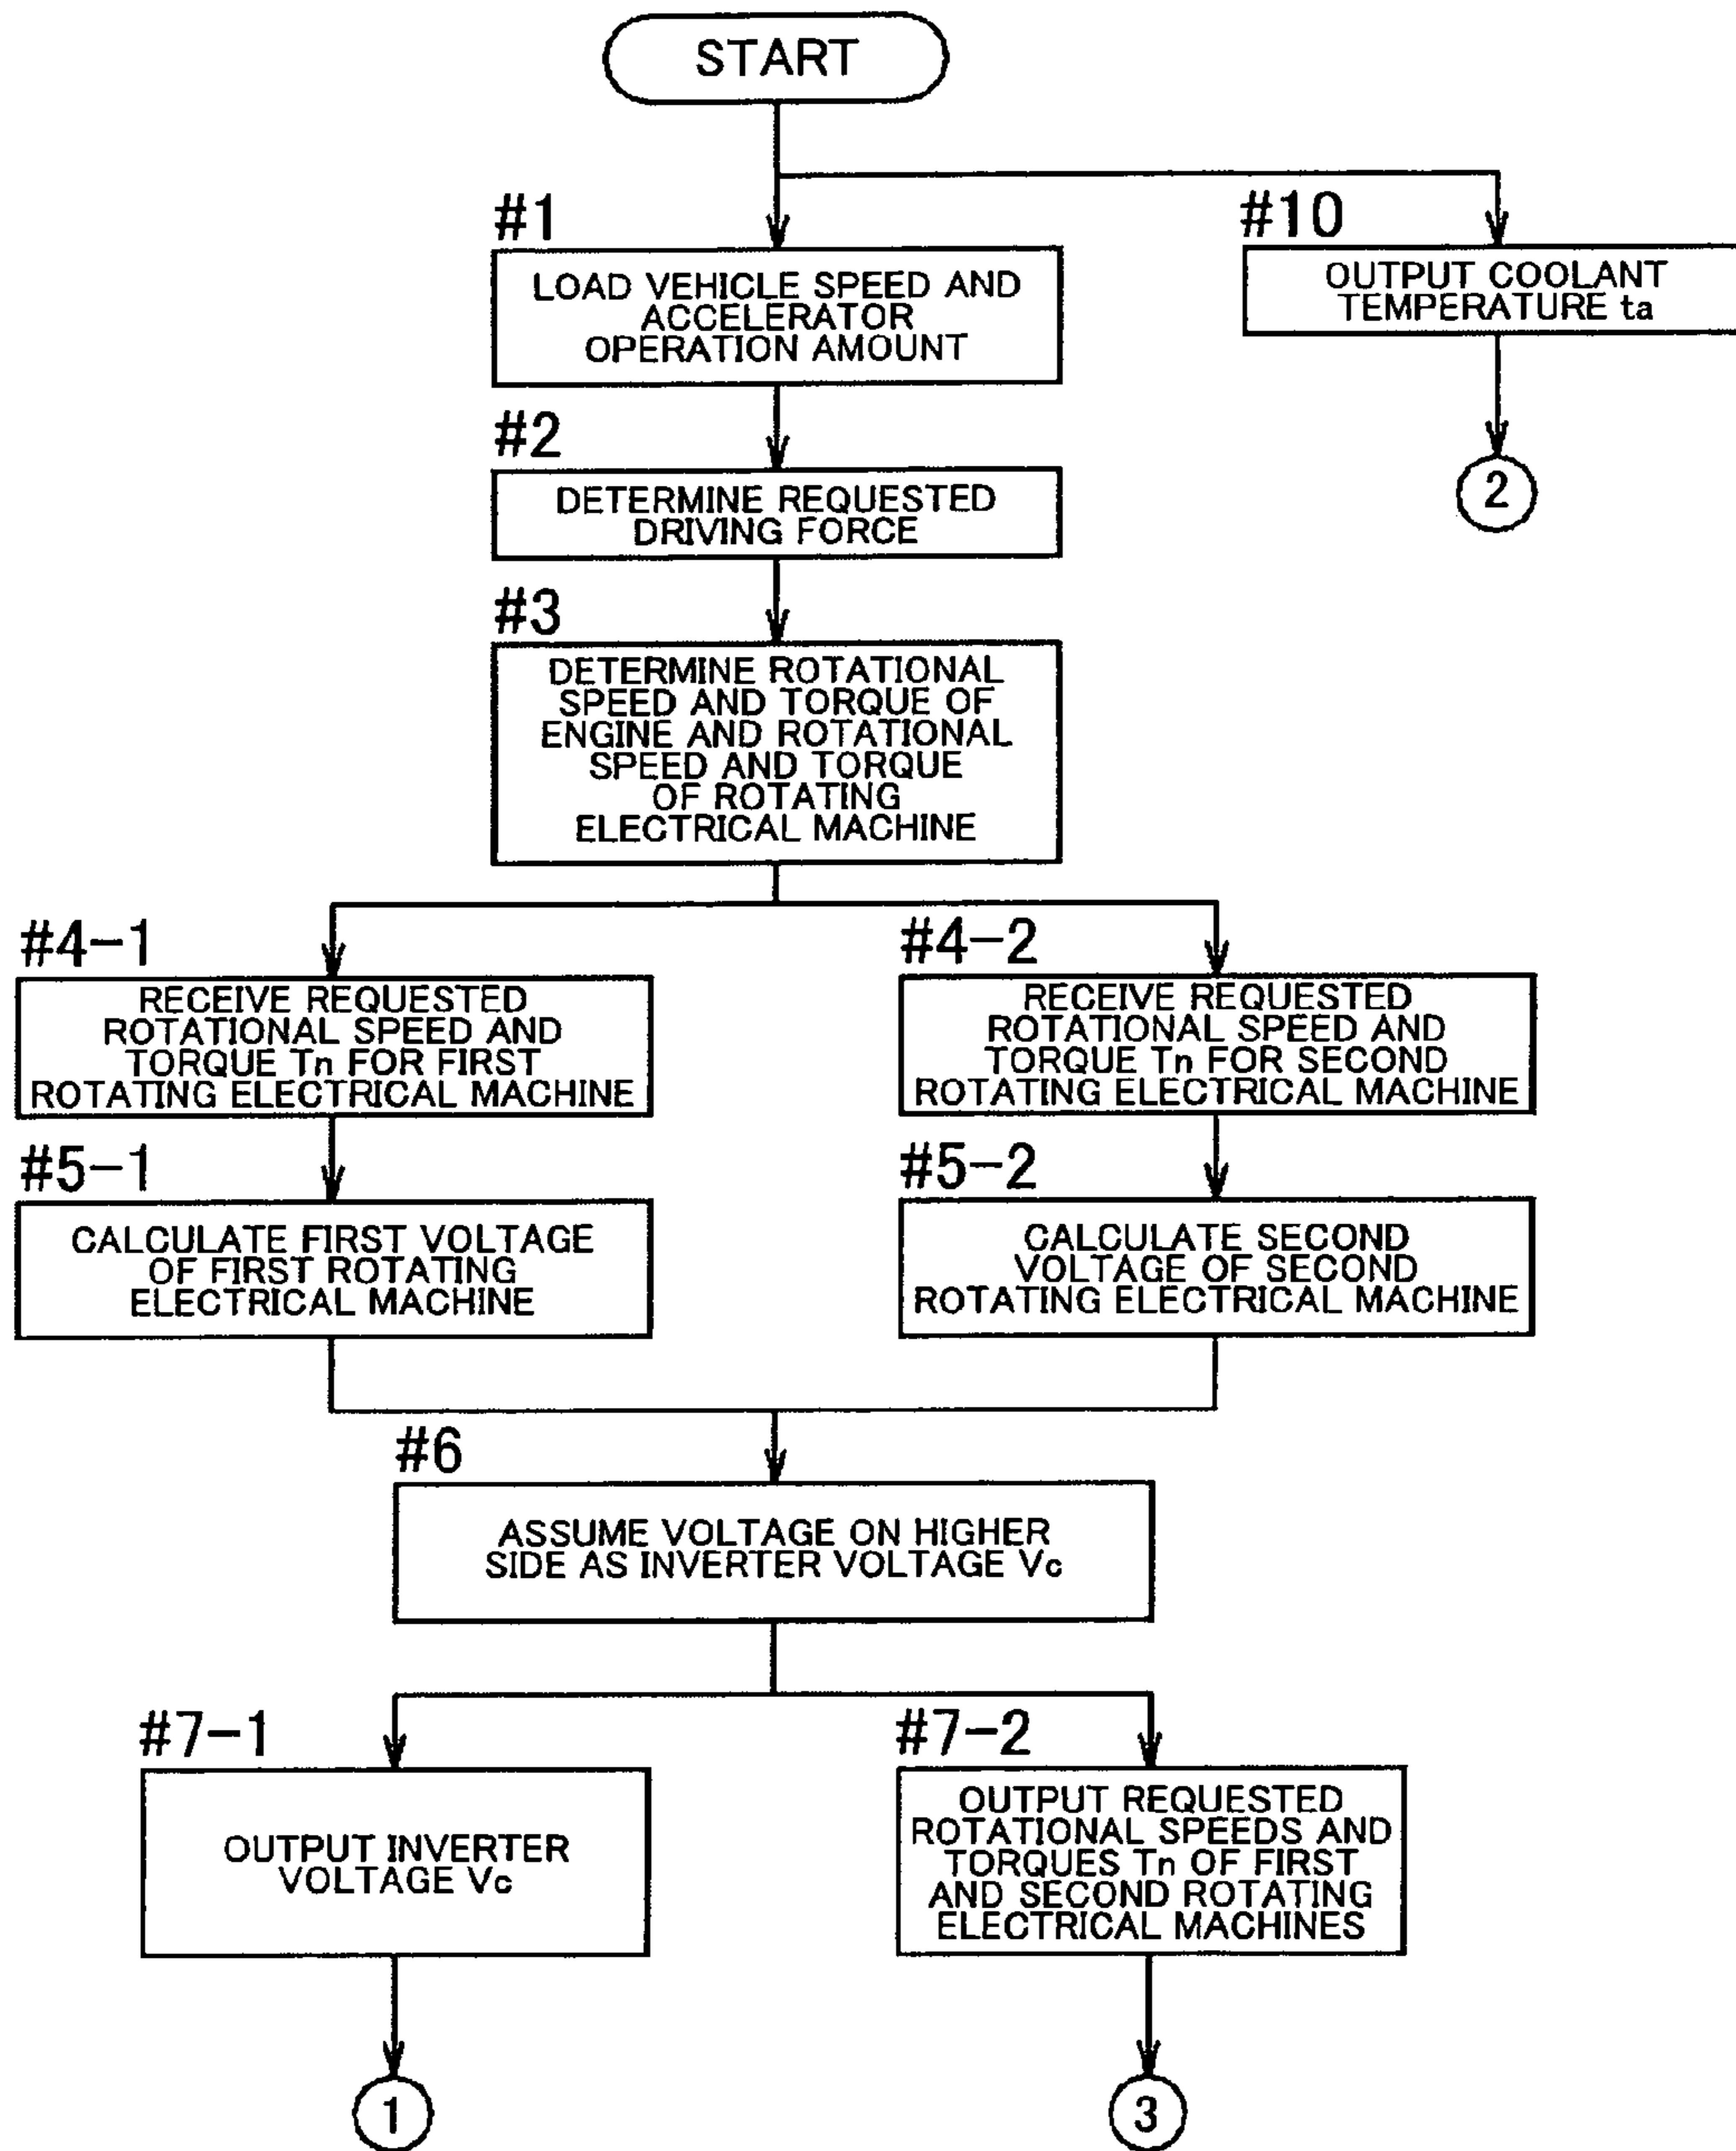 START
#1
LOAD VEHICLE SPEED AND
ACCELERATOR
OPERATION AMOUNT
#10
OUTPUT COOLANT
TEMPERATURE ta
2
#2
DETERMINE REQUESTED
DRIVING FORCE
#3
DETERMINE ROTATIONAL
SPEED AND TORQUE OF
ENGINE AND ROTATIONAL
SPEED AND TORQUE
OF ROTATING
ELECTRICAL MACHINE
#4-1
RECEIVE REQUESTED
ROTATIONAL SPEED AND
TORQUE Tn FOR FIRST
ROTATING ELECTRICAL MACHINE
#4-2
RECEIVE REQUESTED
ROTATIONAL SPEED AND
TORQUE Tn FOR SECOND
ROTATING ELECTRICAL MACHINE
#5-1
CALCULATE FIRST VOLTAGE
OF FIRST ROTATING
ELECTRICAL MACHINE
#5-2
CALCULATE SECOND
VOLTAGE OF SECOND
ROTATING ELECTRICAL MACHINE
#6
ASSUME VOLTAGE ON HIGHER
SIDE AS INVERTER VOLTAGE Vc
#7-1
OUTPUT INVERTER
VOLTAGE Vc
#7-2
OUTPUT REQUESTED
ROTATIONAL SPEEDS AND
TORQUES Tn OF FIRST
AND SECOND ROTATING
ELECTRICAL MACHINES
1
3